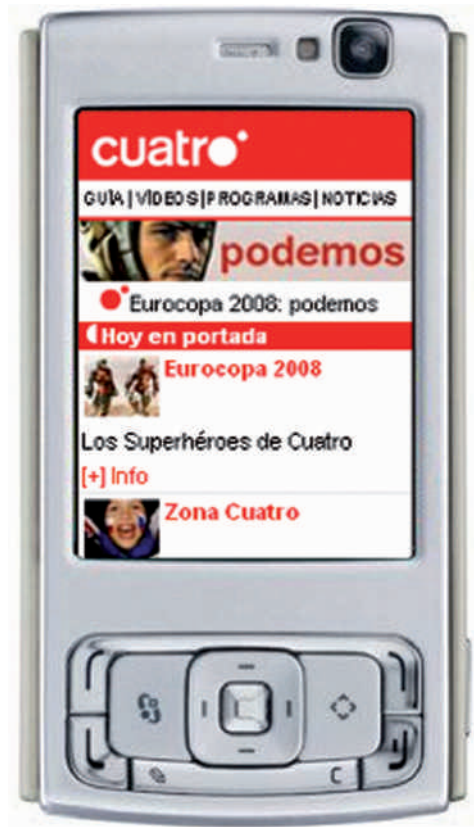 cuatro
GUÍA | VÍDEOS | PROGRAMAS | NOTICIAS
podemos
Eurocopa 2008: podemos
Hoy en portada
Eurocopa 2008
Los Superhéroes de Cuatro
[+] Info
Zona Cuatro
C